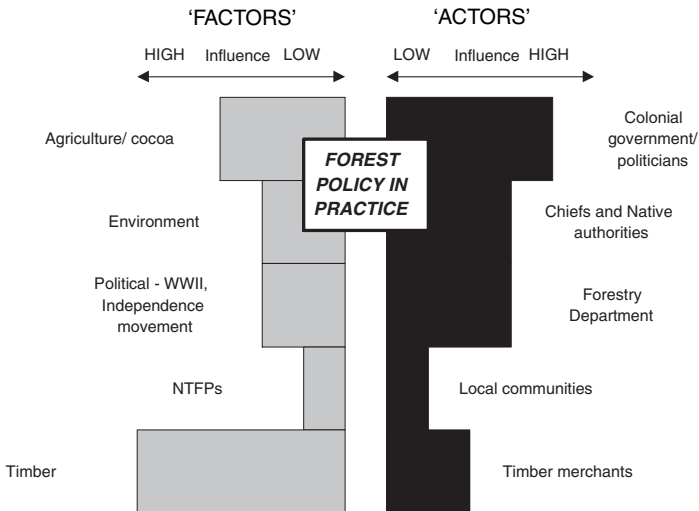 'FACTORS'
'ACTORS'
HIGH Influence LOW
LOW Influence HIGH
Agriculture/ cocoa
FOREST
POLICY IN
PRACTICE
Colonial
government/
politicians
Environment
Chiefs and Native
authorities
Political - WWII,
Independence
movement
Forestry
Department
NTFPs
Local communities
Timber
Timber merchants